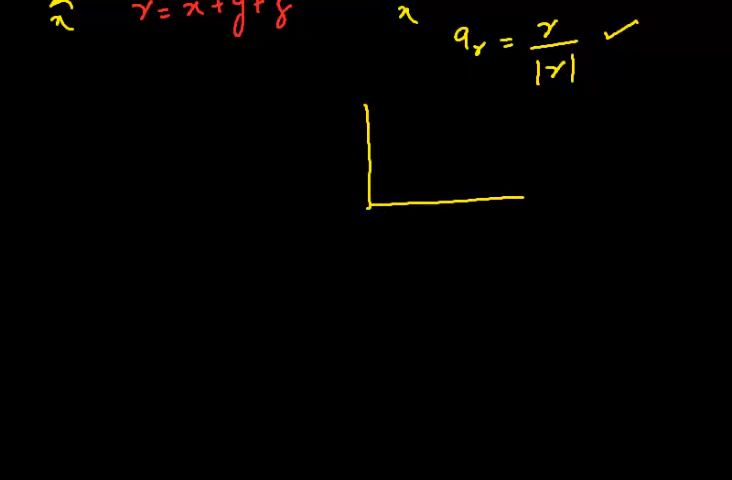 x̂ r = x + y + z x
a_r = r / |r| ✓